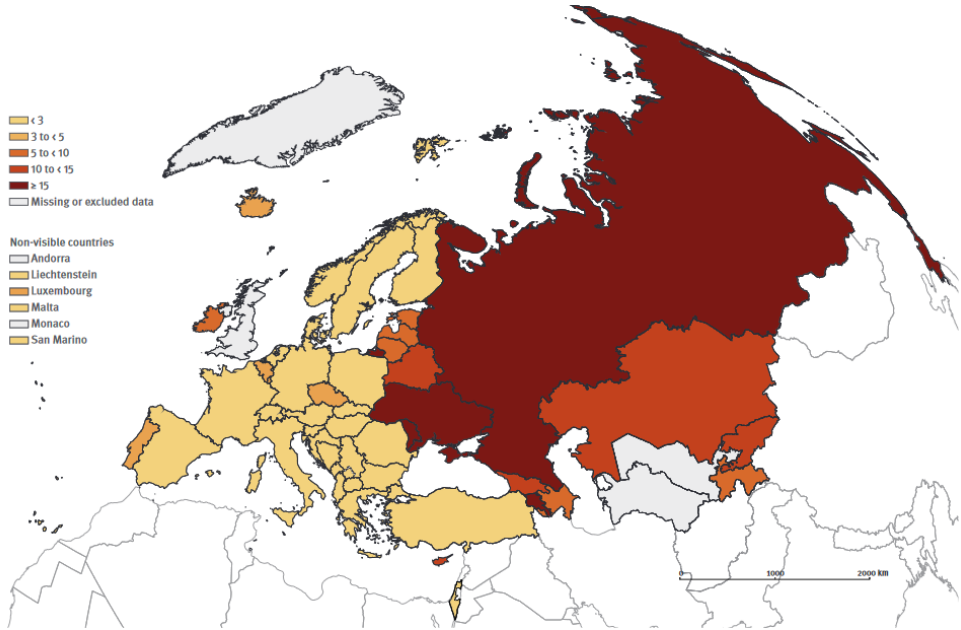 < 3
3 to < 5
5 to < 10
10 to < 15
≥ 15
Missing or excluded data
Non-visible countries
Andorra
Liechtenstein
Luxembourg
Malta
Monaco
San Marino
0 1000 2000 km